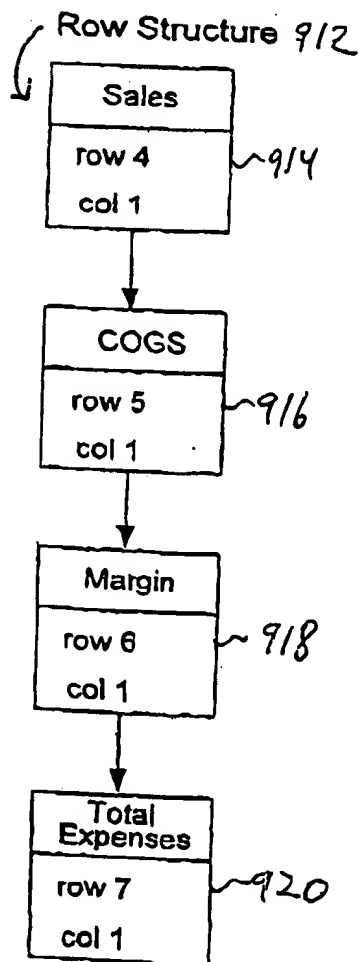 Row Structure 912
Sales
row 4 914
col 1
COGS
row 5 916
col 1
Margin
row 6 918
col 1
Total
Expenses
row 7 920
col 1